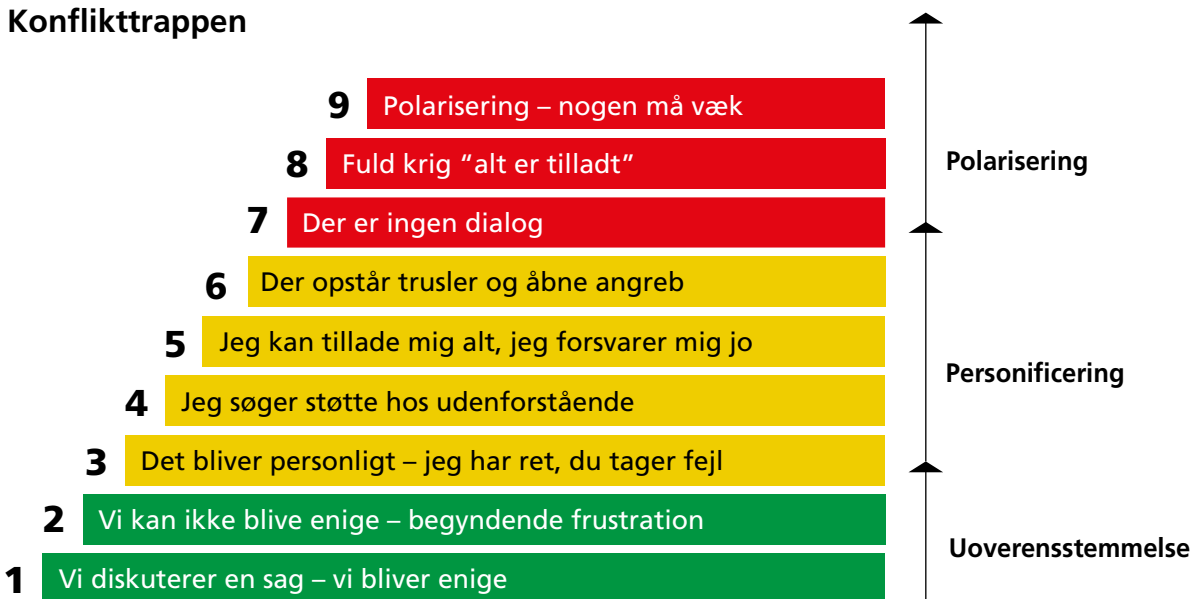 Konflikttrappen
9 Polarisering – nogen må væk
8 Fuld krig “alt er tilladt”
Polarisering
7 Der er ingen dialog
6 Der opstår trusler og åbne angreb
5 Jeg kan tillade mig alt, jeg forsvarer mig jo
Personificering
4 Jeg søger støtte hos udenforstående
3 Det bliver personligt – jeg har ret, du tager fejl
2 Vi kan ikke blive enige – begyndende frustration
Uoverensstemmelse
1 Vi diskuterer en sag – vi bliver enige